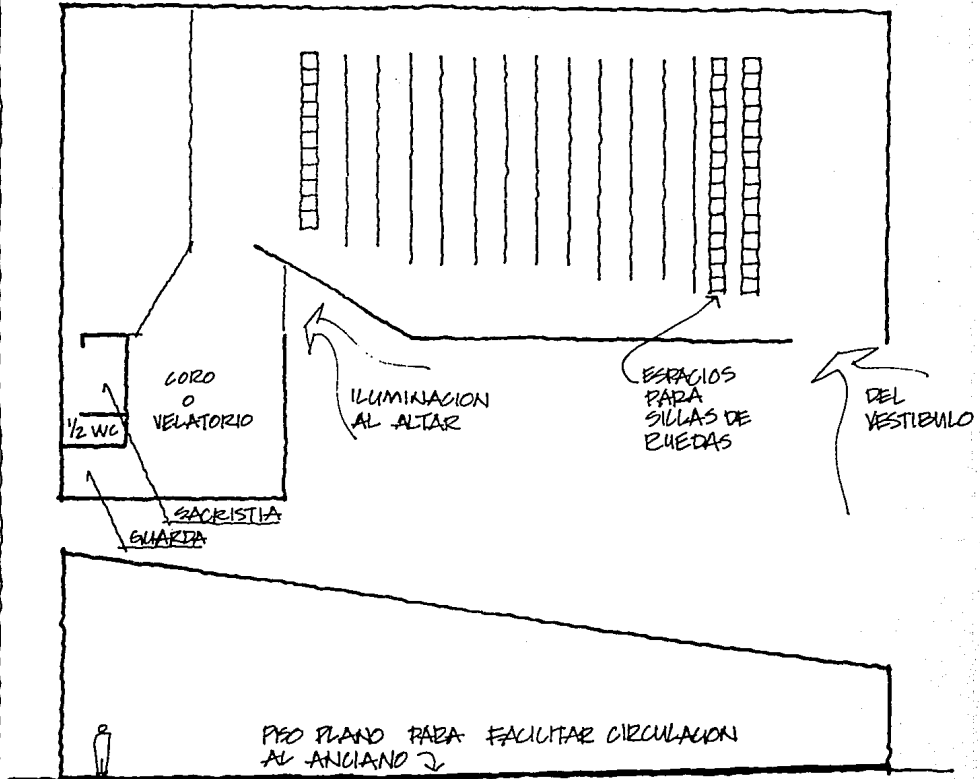 CORO
O
VELATORIO
1/2 WC
SACRISTIA
GUARDA
ILUMINACION
AL ALTAR
ESPACIOS
PARA
SILLAS DE
RUEDAS
DEL
VESTIBULO
PISO PLANO PARA FACILITAR CIRCULACION
AL ANCIANO